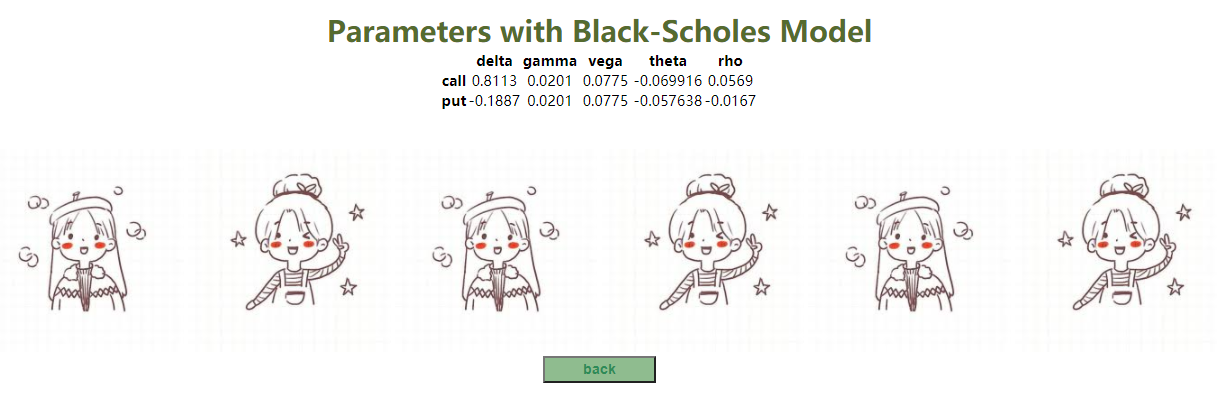 Parameters with Black-Scholes Model
delta gamma vega theta rho
call 0.8113 0.0201 0.0775 -0.069916 0.0569
put -0.1887 0.0201 0.0775 -0.057638 -0.0167
back